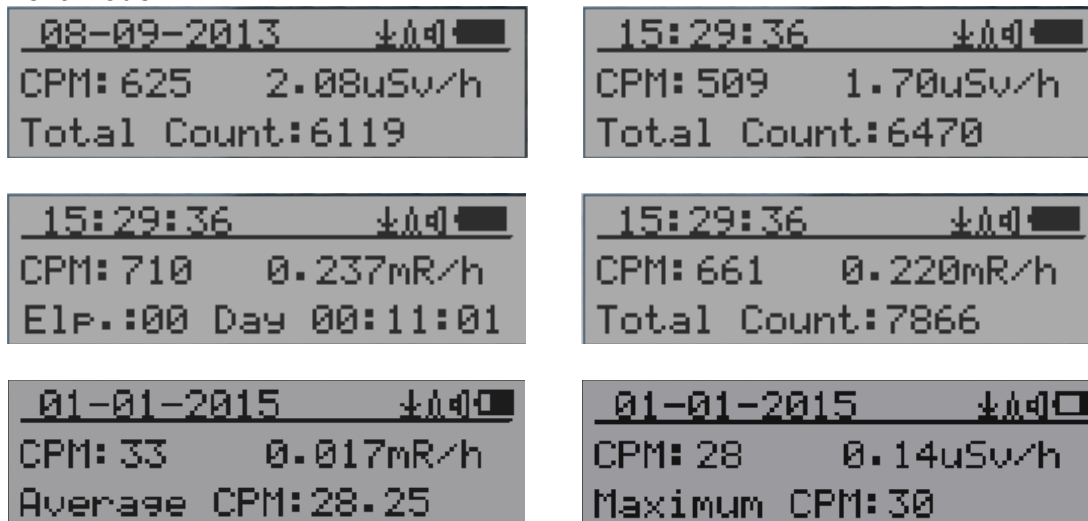 08-09-2013
CPM:625 2.08uSv/h
Total Count:6119
15:29:36
CPM:509 1.70uSv/h
Total Count:6470
15:29:36
CPM:710 0.237mR/h
Elp.:00 Day 00:11:01
15:29:36
CPM:661 0.220mR/h
Total Count:7866
01-01-2015
CPM:33 0.017mR/h
Average CPM:28.25
01-01-2015
CPM:28 0.14uSv/h
Maximum CPM:30